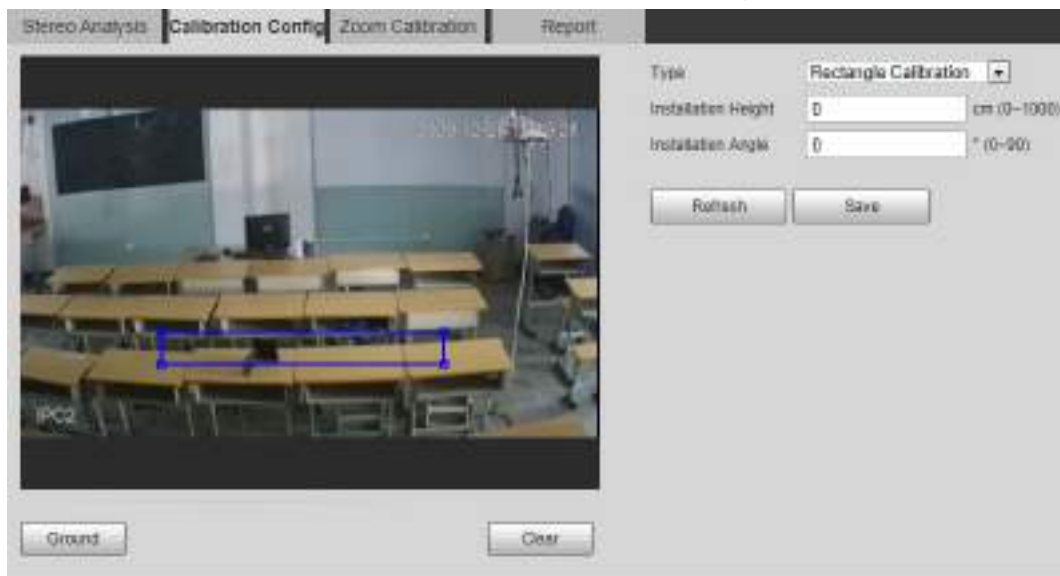 Stereo Analysis Calibration Config Zoom Calibration Report
Type Rectangle Calibration
Installation Height 0 cm (0~1000)
Installation Angle 0 ° (0~90)
Refresh Save
IPC2
Ground Clear